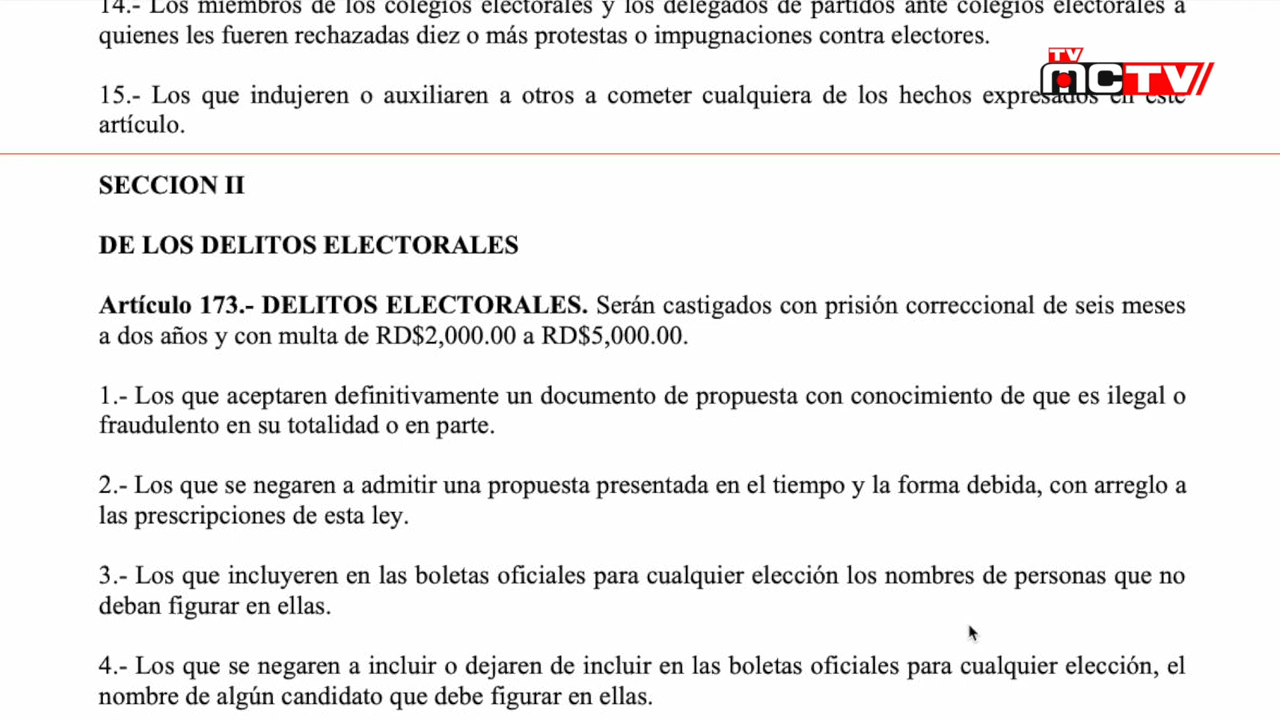 14.- Los miembros de los colegios electorales y los delegados de partidos ante colegios electorales a
quienes les fueren rechazadas diez o más protestas o impugnaciones contra electores.
TV
MCTV
15.- Los que indujeren o auxiliaren a otros a cometer cualquiera de los hechos expresados en este
artículo.
SECCION II
DE LOS DELITOS ELECTORALES
Artículo 173.- DELITOS ELECTORALES. Serán castigados con prisión correccional de seis meses
a dos años y con multa de RD$2,000.00 a RD$5,000.00.
1.- Los que aceptaren definitivamente un documento de propuesta con conocimiento de que es ilegal o
fraudulento en su totalidad o en parte.
2.- Los que se negaren a admitir una propuesta presentada en el tiempo y la forma debida, con arreglo a
las prescripciones de esta ley.
3.- Los que incluyeren en las boletas oficiales para cualquier elección los nombres de personas que no
deban figurar en ellas.
4.- Los que se negaren a incluir o dejaren de incluir en las boletas oficiales para cualquier elección, el
nombre de algún candidato que debe figurar en ellas.